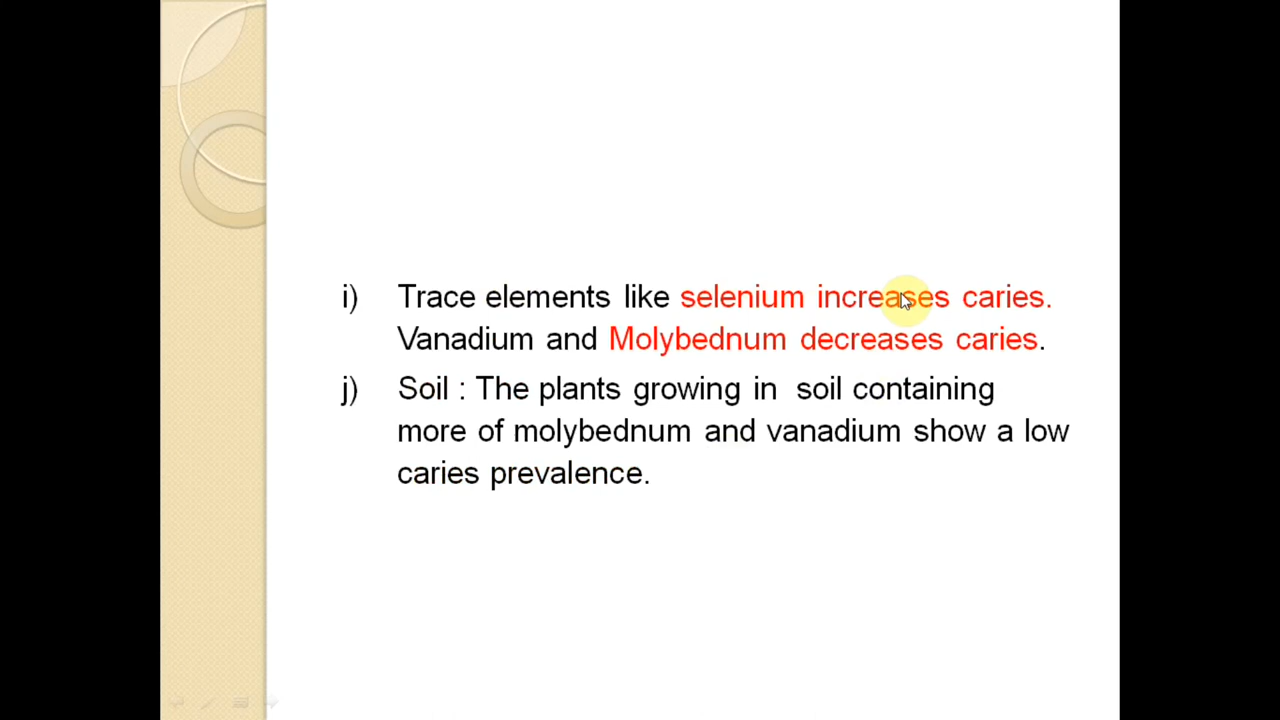 i) Trace elements like selenium increases caries.
Vanadium and Molybednum decreases caries.
j) Soil : The plants growing in soil containing
more of molybednum and vanadium show a low
caries prevalence.